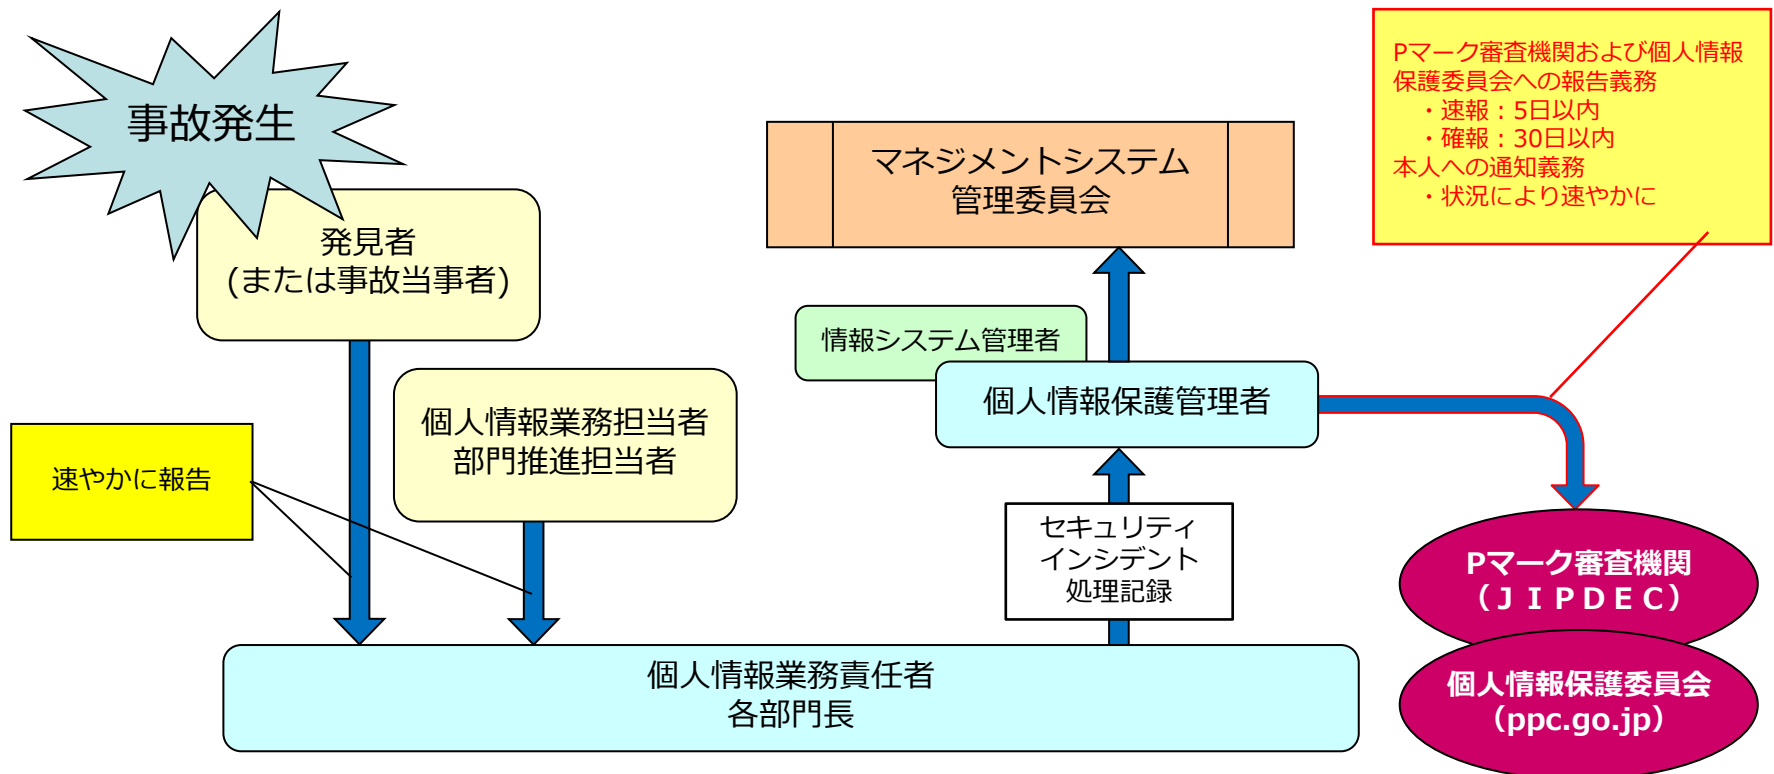 事故発生
発見者
(または事故当事者)
個人情報業務担当者
部門推進担当者
速やかに報告
マネジメントシステム
管理委員会
情報システム管理者
個人情報保護管理者
セキュリティ
インシデント
処理記録
個人情報業務責任者
各部門長
Pマーク審査機関および個人情報
保護委員会への報告義務
・速報：5日以内
・確報：30日以内
本人への通知義務
・状況により速やかに
Pマーク審査機関
（ＪＩＰＤＥＣ）
個人情報保護委員会
（ppc.go.jp）